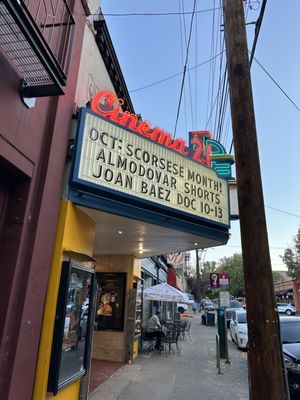 Cinema 21
OCT: SCORSESE MONTH!
ALMODOVAR SHORTS
JOAN BAEZ DOC 10-13